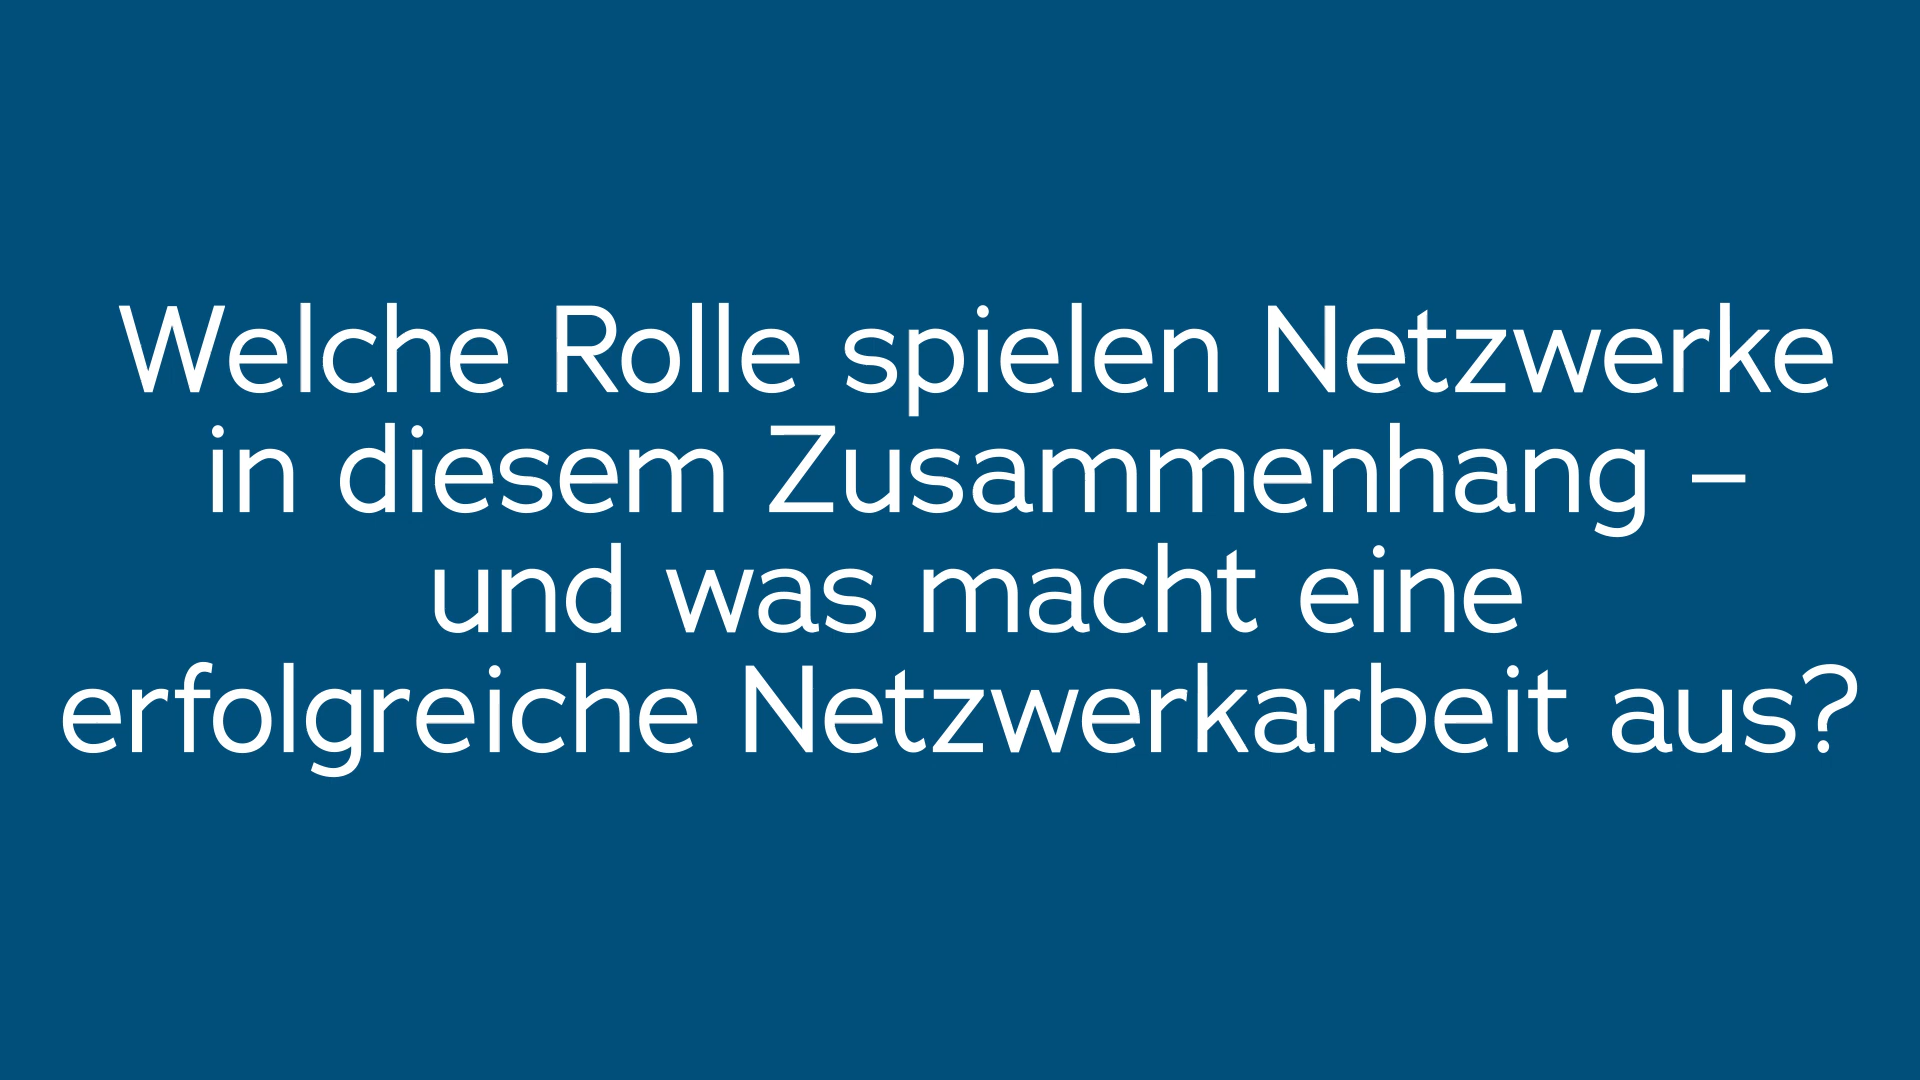 Welche Rolle spielen Netzwerke
in diesem Zusammenhang –
und was macht eine
erfolgreiche Netzwerkarbeit aus?